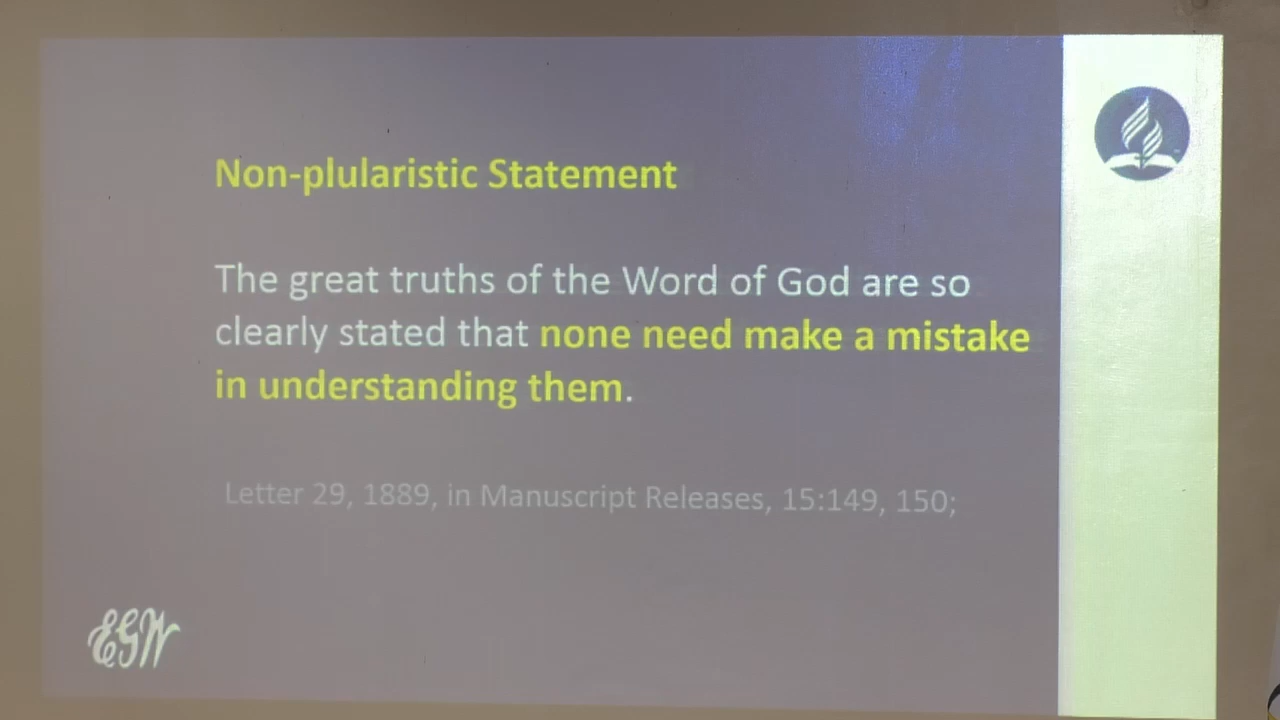 Non-plularistic Statement
The great truths of the Word of God are so
clearly stated that none need make a mistake
in understanding them.
Letter 29, 1889, in Manuscript Releases, 15:149, 150;
EGW